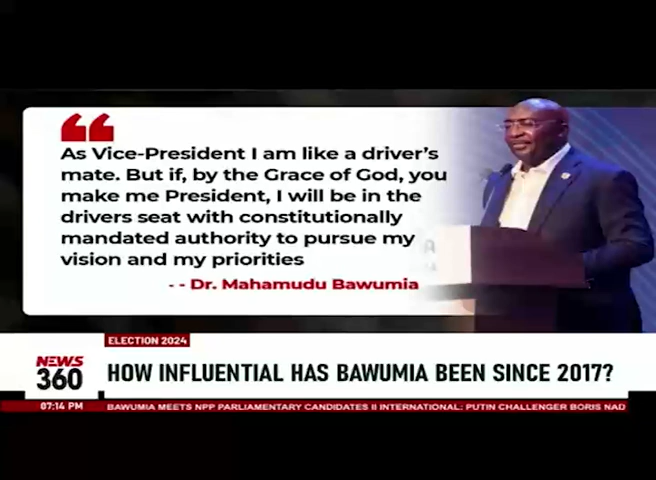 As Vice-President I am like a driver's
mate. But if, by the Grace of God, you
make me President, I will be in the
drivers seat with constitutionally
mandated authority to pursue my
vision and my priorities
- - Dr. Mahamudu Bawumia
ELECTION 2024
NEWS
360
HOW INFLUENTIAL HAS BAWUMIA BEEN SINCE 2017?
07:14 PM
BAWUMIA MEETS NPP PARLIAMENTARY CANDIDATES II INTERNATIONAL: PUTIN CHALLENGER BORIS NAD